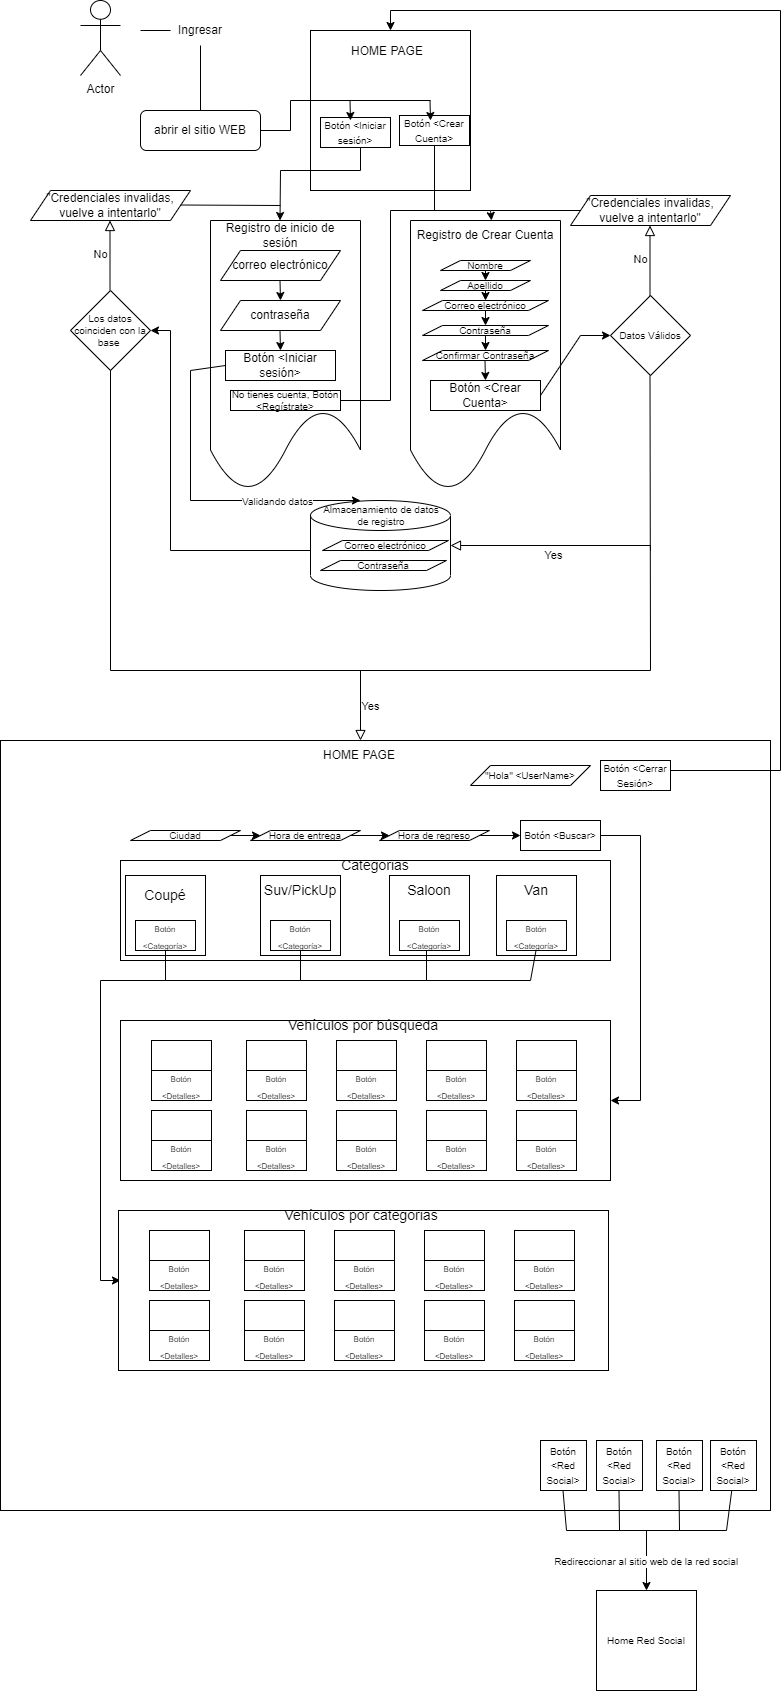 Ingresar
Actor
abrir el sitio WEB
HOME PAGE
Botón <Iniciar
sesión>
Botón <Crear
Cuenta>
"Credenciales invalidas,
vuelve a intentarlo"
"Credenciales invalidas,
vuelve a intentarlo"
Registro de inicio de
sesión
correo electrónico
contraseña
Botón <Iniciar
sesión>
No tienes cuenta, Botón
<Regístrate>
Registro de Crear Cuenta
Nombre
Apellido
Correo electrónico
Contraseña
Confirmar Contraseña
Botón <Crear
Cuenta>
No
Los datos
coinciden con la
base
No
Datos Válidos
Validando datos
Almacenamiento de datos
de registro
Correo electrónico
Contraseña
Yes
Yes
HOME PAGE
"Hola" <UserName>
Botón <Cerrar
Sesión>
Ciudad
Hora de entrega
Hora de regreso
Botón <Buscar>
Categorías
Coupé
Botón
<Categoría>
Suv/PickUp
Botón
<Categoría>
Saloon
Botón
<Categoría>
Van
Botón
<Categoría>
Vehículos por búsqueda
Botón
<Detalles>
Botón
<Detalles>
Botón
<Detalles>
Botón
<Detalles>
Botón
<Detalles>
Botón
<Detalles>
Botón
<Detalles>
Botón
<Detalles>
Botón
<Detalles>
Botón
<Detalles>
Vehículos por categorías
Botón
<Detalles>
Botón
<Detalles>
Botón
<Detalles>
Botón
<Detalles>
Botón
<Detalles>
Botón
<Detalles>
Botón
<Detalles>
Botón
<Detalles>
Botón
<Detalles>
Botón
<Detalles>
Botón
<Red
Social>
Botón
<Red
Social>
Botón
<Red
Social>
Botón
<Red
Social>
Redireccionar al sitio web de la red social
Home Red Social